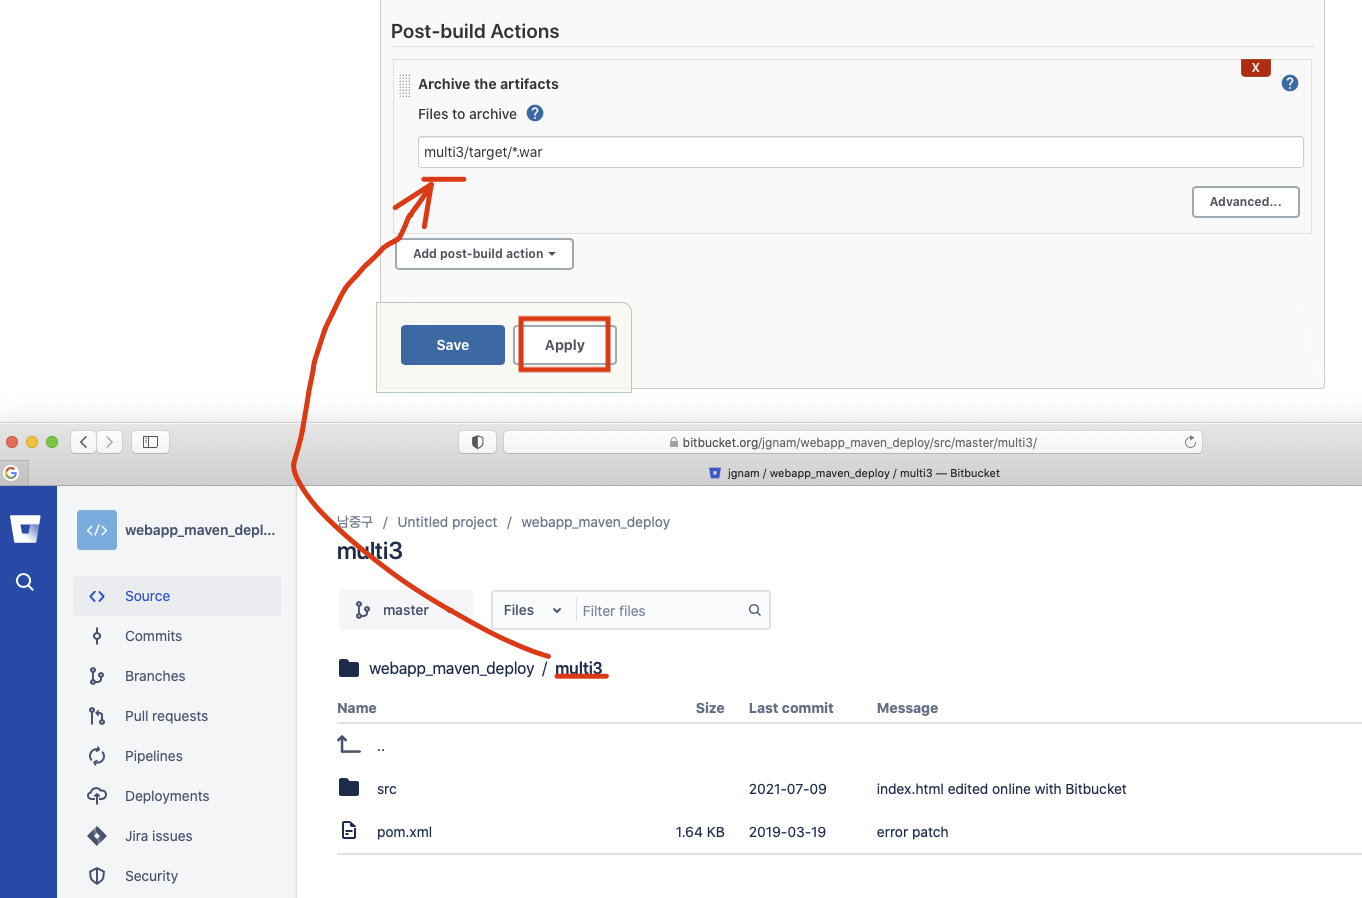 Post-build Actions
X
Archive the artifacts
?
Files to archive ?
multi3/target/*.war
Advanced...
Add post-build action
Save
Apply
bitbucket.org/jgnam/webapp_maven_deploy/src/master/multi3/
G
jgnam / webapp_maven_deploy / multi3 — Bitbucket
남중구 / Untitled project / webapp_maven_deploy
</> webapp_maven_depl...
multi3
Source
Commits
Branches
Pull requests
Pipelines
Deployments
Jira issues
Security
master
Files
Filter files
webapp_maven_deploy / multi3
Name Size Last commit Message
..
src 2021-07-09 index.html edited online with Bitbucket
pom.xml 1.64 KB 2019-03-19 error patch